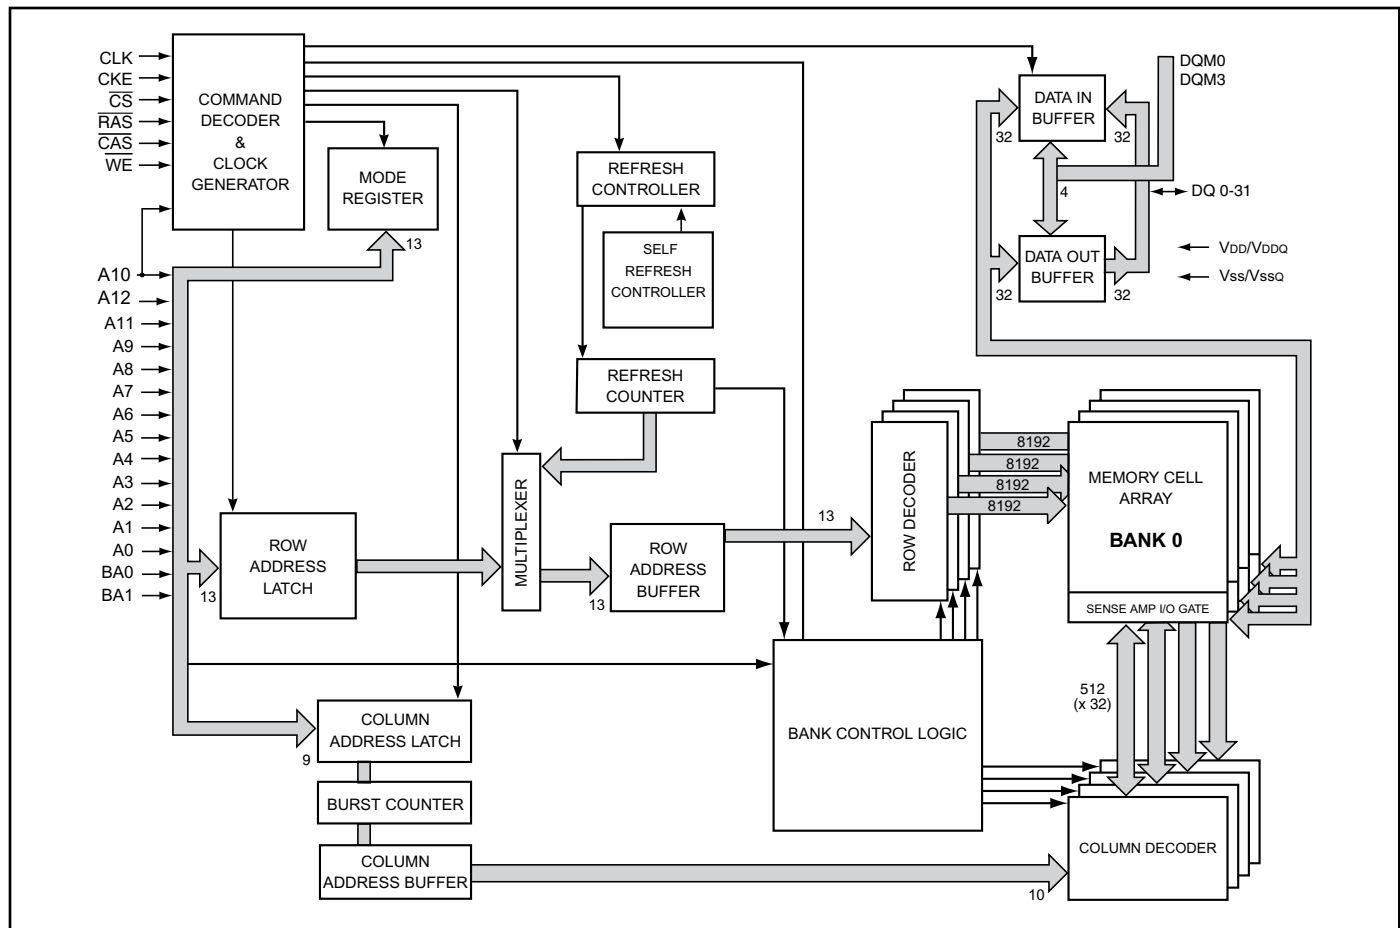 CLK
CKE
CS
RAS
CAS
WE
A10
A12
A11
A9
A8
A7
A6
A5
A4
A3
A2
A1
A0
BA0
BA1
COMMAND
DECODER
&
CLOCK
GENERATOR
MODE
REGISTER
13
REFRESH
CONTROLLER
SELF
REFRESH
CONTROLLER
REFRESH
COUNTER
DATA IN
BUFFER
32
32
DQM0
DQM3
4
DQ 0-31
DATA OUT
BUFFER
32
32
VDD/VDDQ
Vss/VssQ
13
ROW
ADDRESS
LATCH
MULTIPLEXER
13
ROW
ADDRESS
BUFFER
13
ROW DECODER
8192
8192
8192
8192
MEMORY CELL
ARRAY
BANK 0
SENSE AMP I/O GATE
512
(x 32)
BANK CONTROL LOGIC
9
COLUMN
ADDRESS LATCH
BURST COUNTER
COLUMN
ADDRESS BUFFER
10
COLUMN DECODER